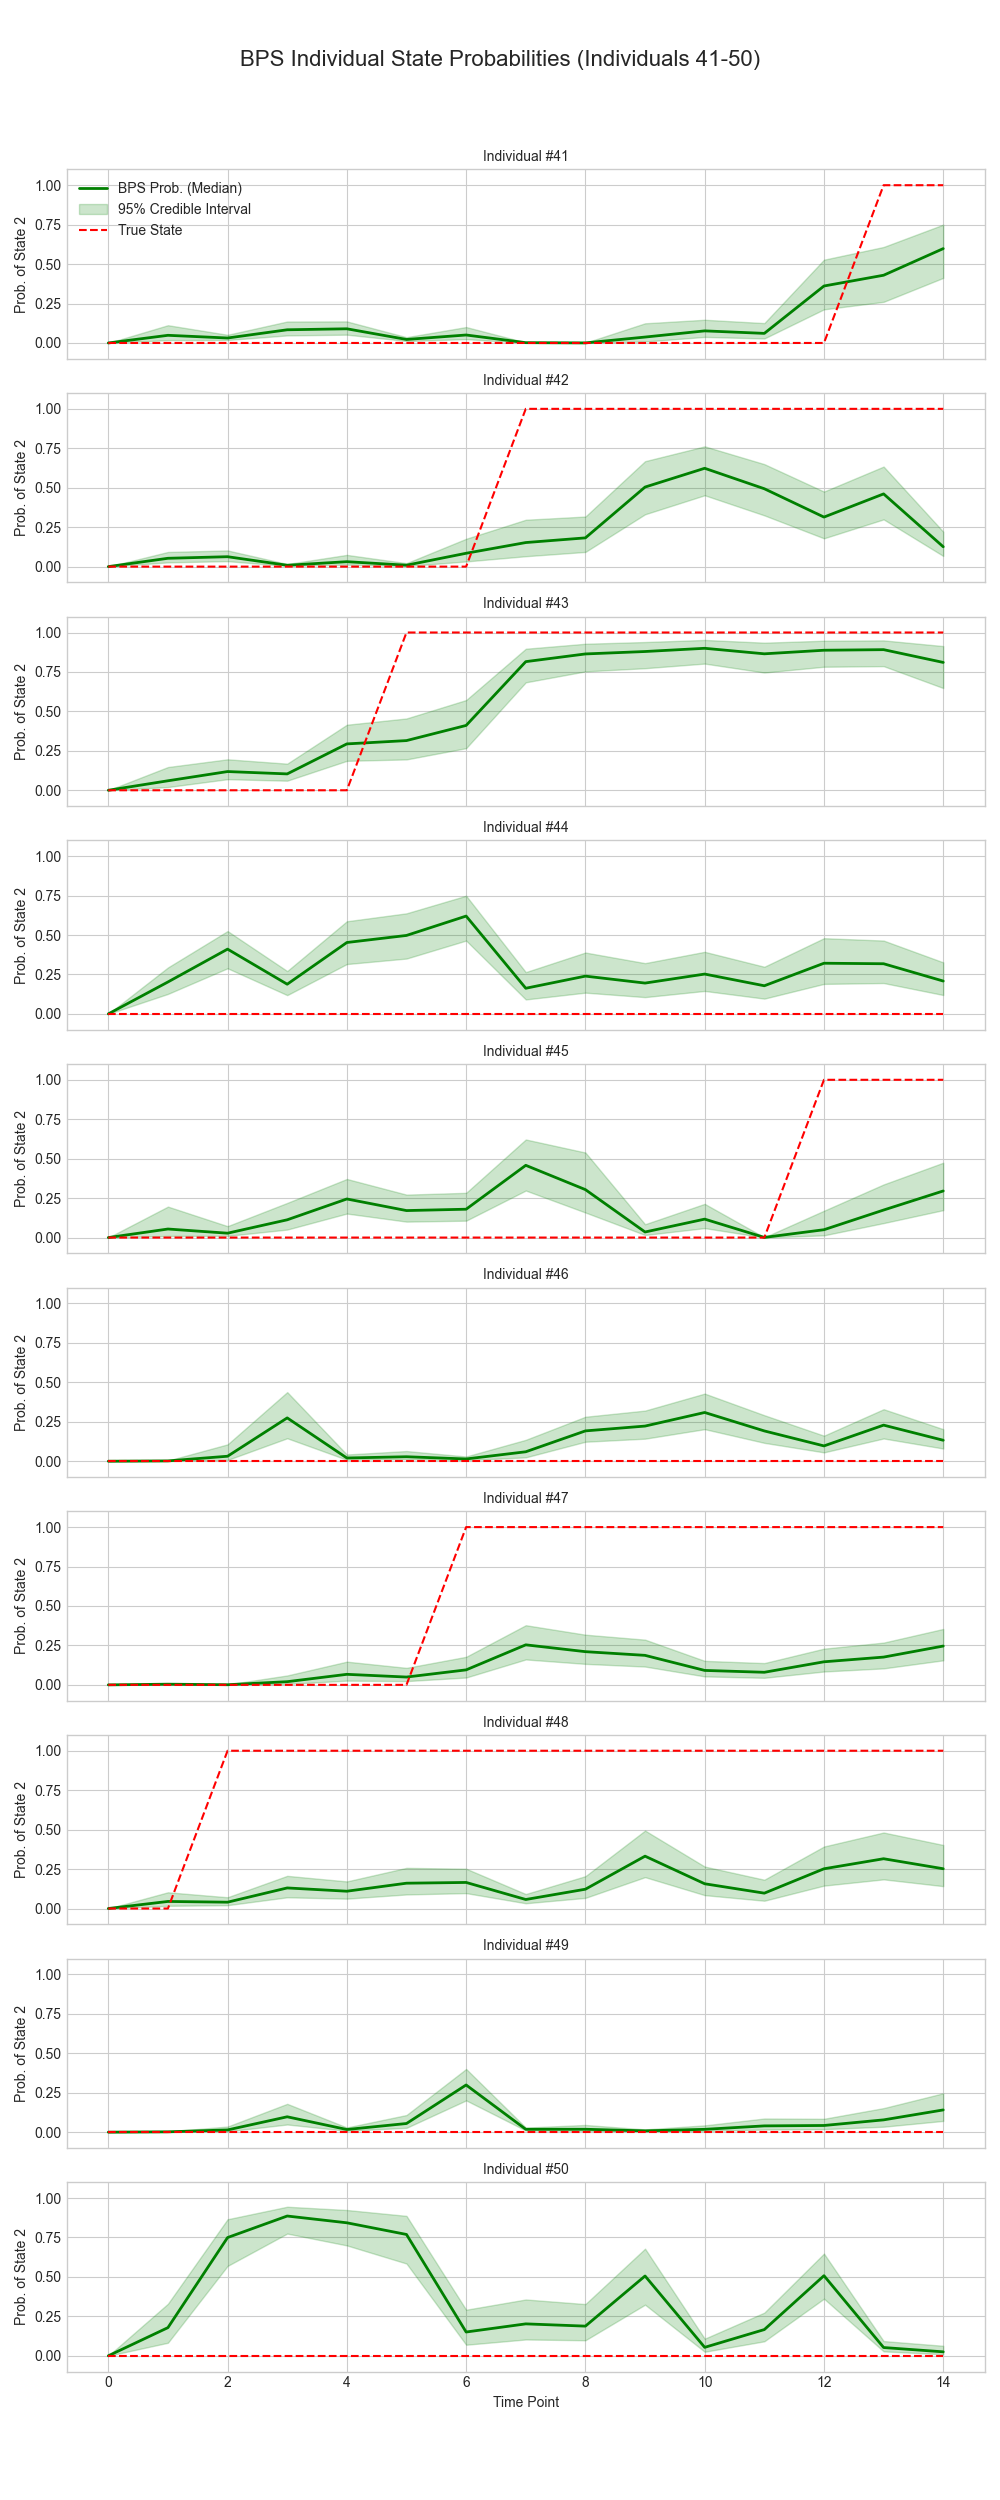 BPS Individual State Probabilities (Individuals 41-50)
Individual #41
BPS Prob. (Median)
95% Credible Interval
True State
Prob. of State 2
1.00
0.75
0.50
0.25
0.00
Individual #42
Prob. of State 2
1.00
0.75
0.50
0.25
0.00
Individual #43
Prob. of State 2
1.00
0.75
0.50
0.25
0.00
Individual #44
Prob. of State 2
1.00
0.75
0.50
0.25
0.00
Individual #45
Prob. of State 2
1.00
0.75
0.50
0.25
0.00
Individual #46
Prob. of State 2
1.00
0.75
0.50
0.25
0.00
Individual #47
Prob. of State 2
1.00
0.75
0.50
0.25
0.00
Individual #48
Prob. of State 2
1.00
0.75
0.50
0.25
0.00
Individual #49
Prob. of State 2
1.00
0.75
0.50
0.25
0.00
Individual #50
Prob. of State 2
1.00
0.75
0.50
0.25
0.00
0 2 4 6 8 10 12 14
Time Point